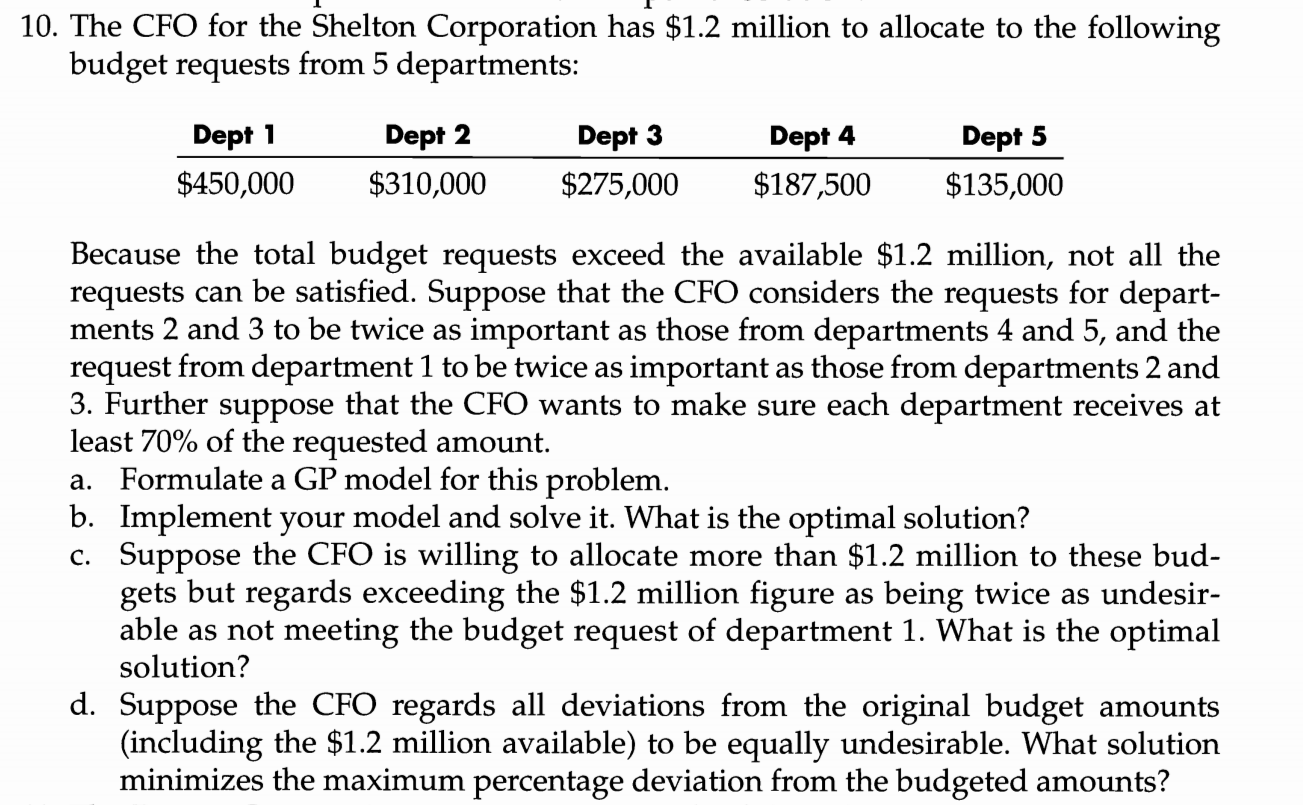 10. The CFO for the Shelton Corporation has $1.2 million to allocate to the following
budget requests from 5 departments:
Dept 1 Dept 2 Dept 3 Dept 4 Dept 5
$450,000 $310,000 $275,000 $187,500 $135,000
Because the total budget requests exceed the available $1.2 million, not all the
requests can be satisfied. Suppose that the CFO considers the requests for depart-
ments 2 and 3 to be twice as important as those from departments 4 and 5, and the
request from department 1 to be twice as important as those from departments 2 and
3. Further suppose that the CFO wants to make sure each department receives at
least 70% of the requested amount.
a. Formulate a GP model for this problem.
b. Implement your model and solve it. What is the optimal solution?
c. Suppose the CFO is willing to allocate more than $1.2 million to these bud-
gets but regards exceeding the $1.2 million figure as being twice as undesir-
able as not meeting the budget request of department 1. What is the optimal
solution?
d. Suppose the CFO regards all deviations from the original budget amounts
(including the $1.2 million available) to be equally undesirable. What solution
minimizes the maximum percentage deviation from the budgeted amounts?